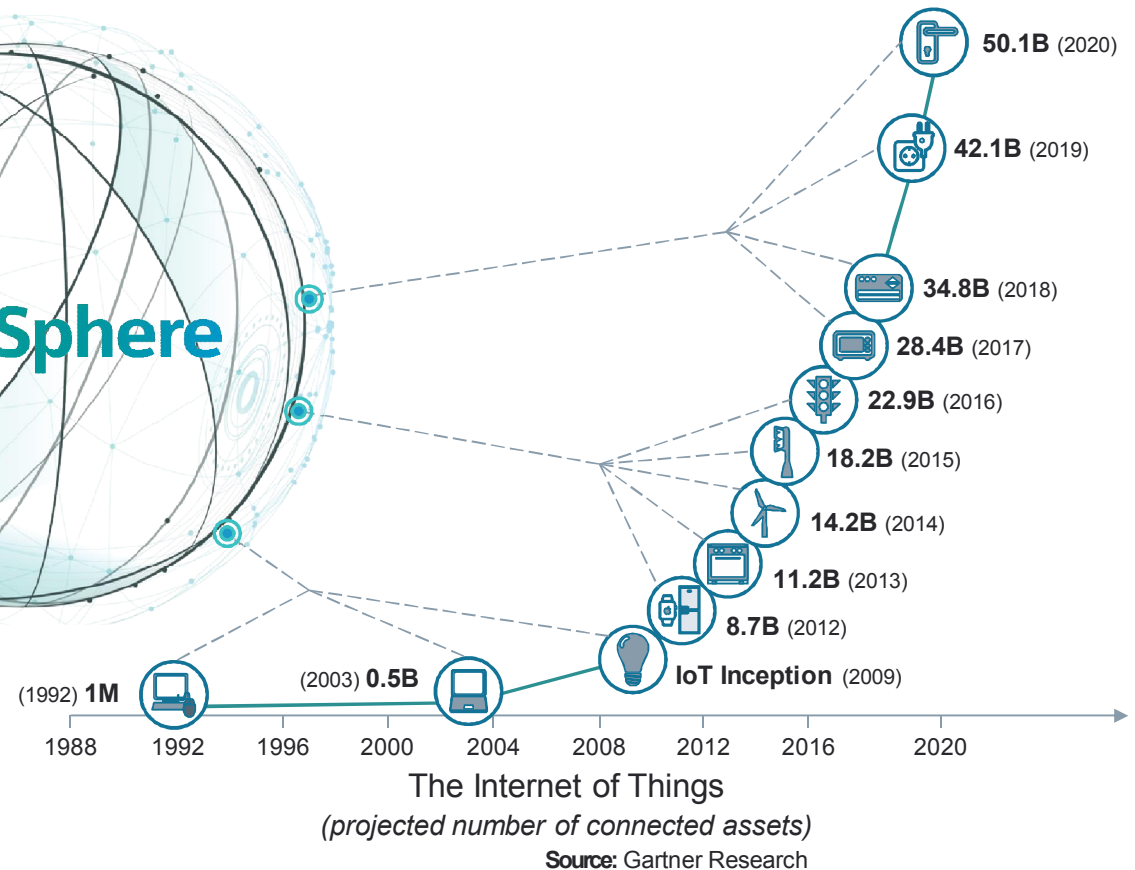 50.1B (2020)
42.1B (2019)
34.8B (2018)
Sphere
28.4B (2017)
22.9B (2016)
18.2B (2015)
14.2B (2014)
11.2B (2013)
8.7B (2012)
IoT Inception (2009)
(2003) 0.5B
(1992) 1M
1988 1992 1996 2000 2004 2008 2012 2016 2020
The Internet of Things
(projected number of connected assets)
Source: Gartner Research